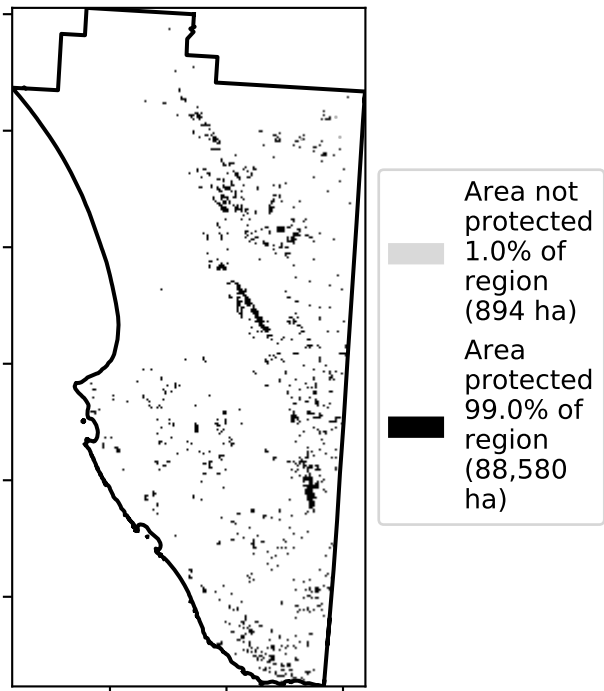 Area not
protected
1.0% of
region
(894 ha)
Area
protected
99.0% of
region
(88,580
ha)